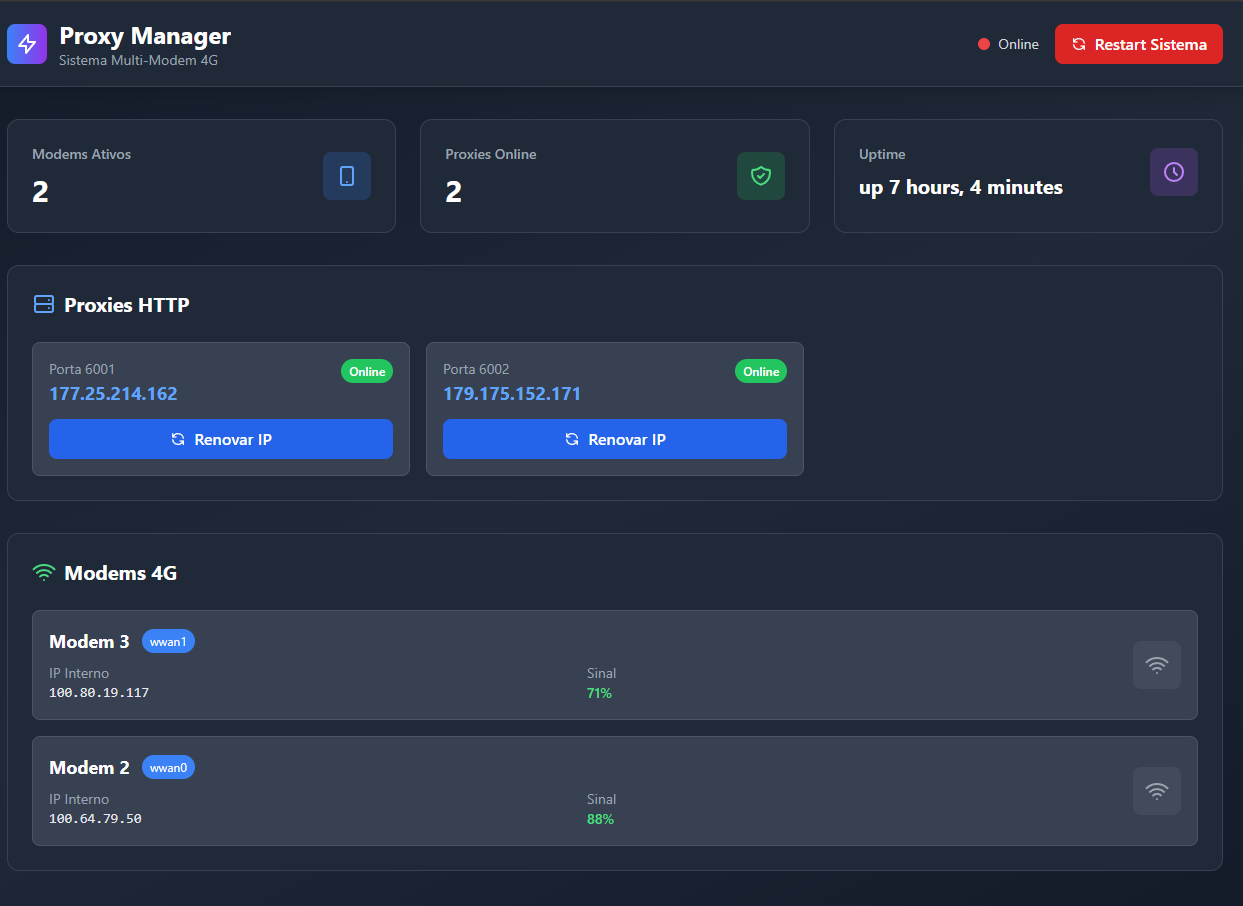 Proxy Manager
Sistema Multi-Modem 4G
Online
Restart Sistema
Modems Ativos
2
Proxies Online
2
Uptime
up 7 hours, 4 minutes
Proxies HTTP
Porta 6001
Online
177.25.214.162
Renovar IP
Porta 6002
Online
179.175.152.171
Renovar IP
Modems 4G
Modem 3 wwan1
IP Interno
100.80.19.117
Sinal
71%
Modem 2 wwan0
IP Interno
100.64.79.50
Sinal
88%